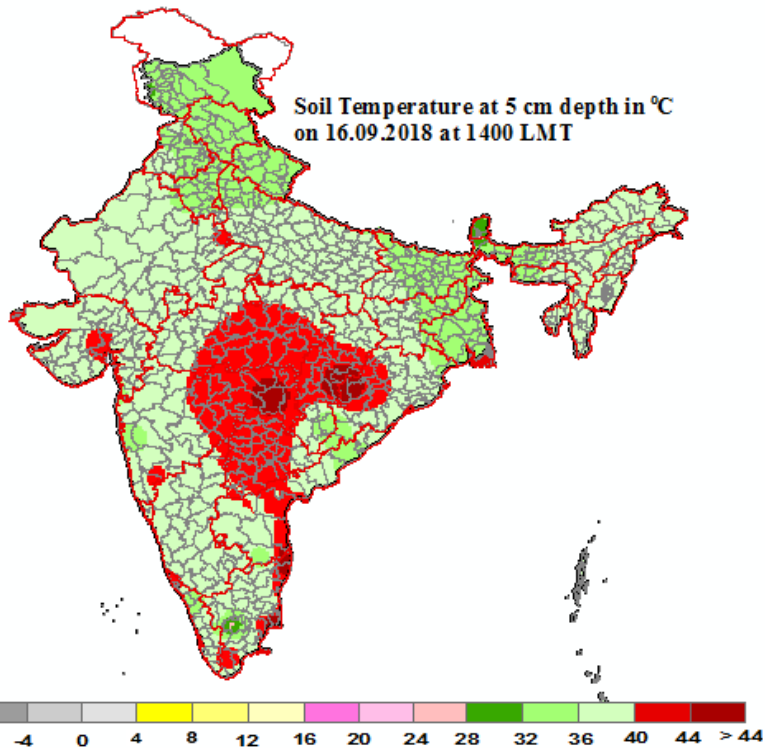 Soil Temperature at 5 cm depth in ⁰C
on 16.09.2018 at 1400 LMT
-4 0 4 8 12 16 20 24 28 32 36 40 44 > 44